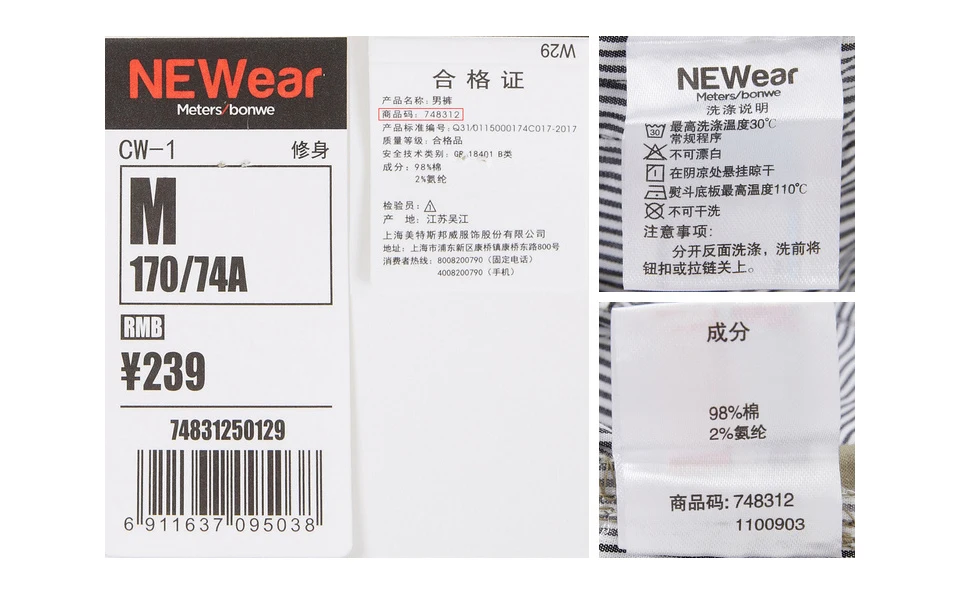 NEWear
Meters/bonwe
CW-1 修身
M
170/74A
RMB
¥239
74831250129
6 911637 095038
W29
合格证
产品名称：男裤
商品码：748312
产品标准编号：Q31/0115000174C017-2017
质量等级：合格品
安全技术类别：GB 18401 B类
成分：98%棉
2%氨纶
检验员：
产 地：江苏吴江
上海美特斯邦威服饰股份有限公司
地址：上海市浦东新区康桥镇康桥东路800号
消费者热线：8008200790（固定电话）
4008200790（手机）
NEWear
Meters/bonwe
洗涤说明
30
最高洗涤温度30℃
常规程序
不可漂白
在阴凉处悬挂晾干
熨斗底板最高温度110℃
不可干洗
注意事项:
分开反面洗涤，洗前将
钮扣或拉链关上。
成分
98%棉
2%氨纶
商品码: 748312
1100903